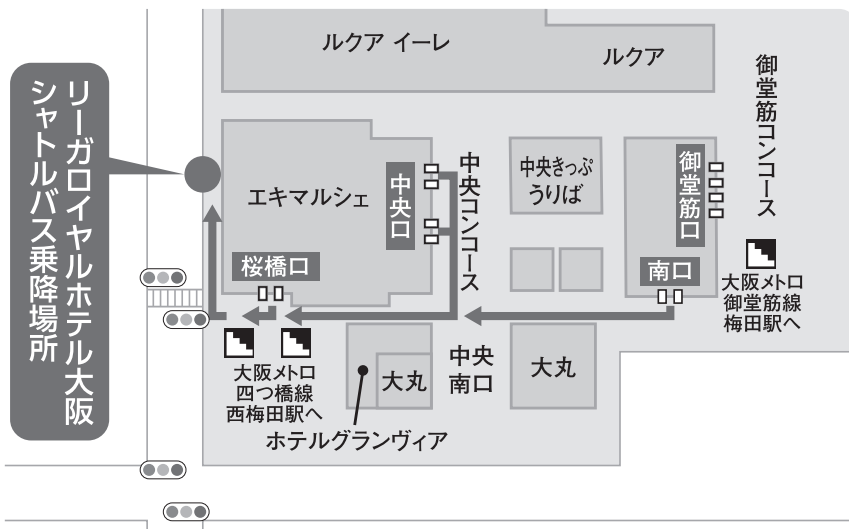 リーガロイヤルホテル大阪
シャトルバス乗降場所
ルクア イーレ
ルクア
御堂筋コンコース
エキマルシェ
中央口
中央コンコース
中央きっぷ
うりば
御堂筋口
桜橋口
南口
大阪メトロ
御堂筋線
梅田駅へ
大阪メトロ
四つ橋線
西梅田駅へ
大丸
中央
南口
大丸
ホテルグランヴィア